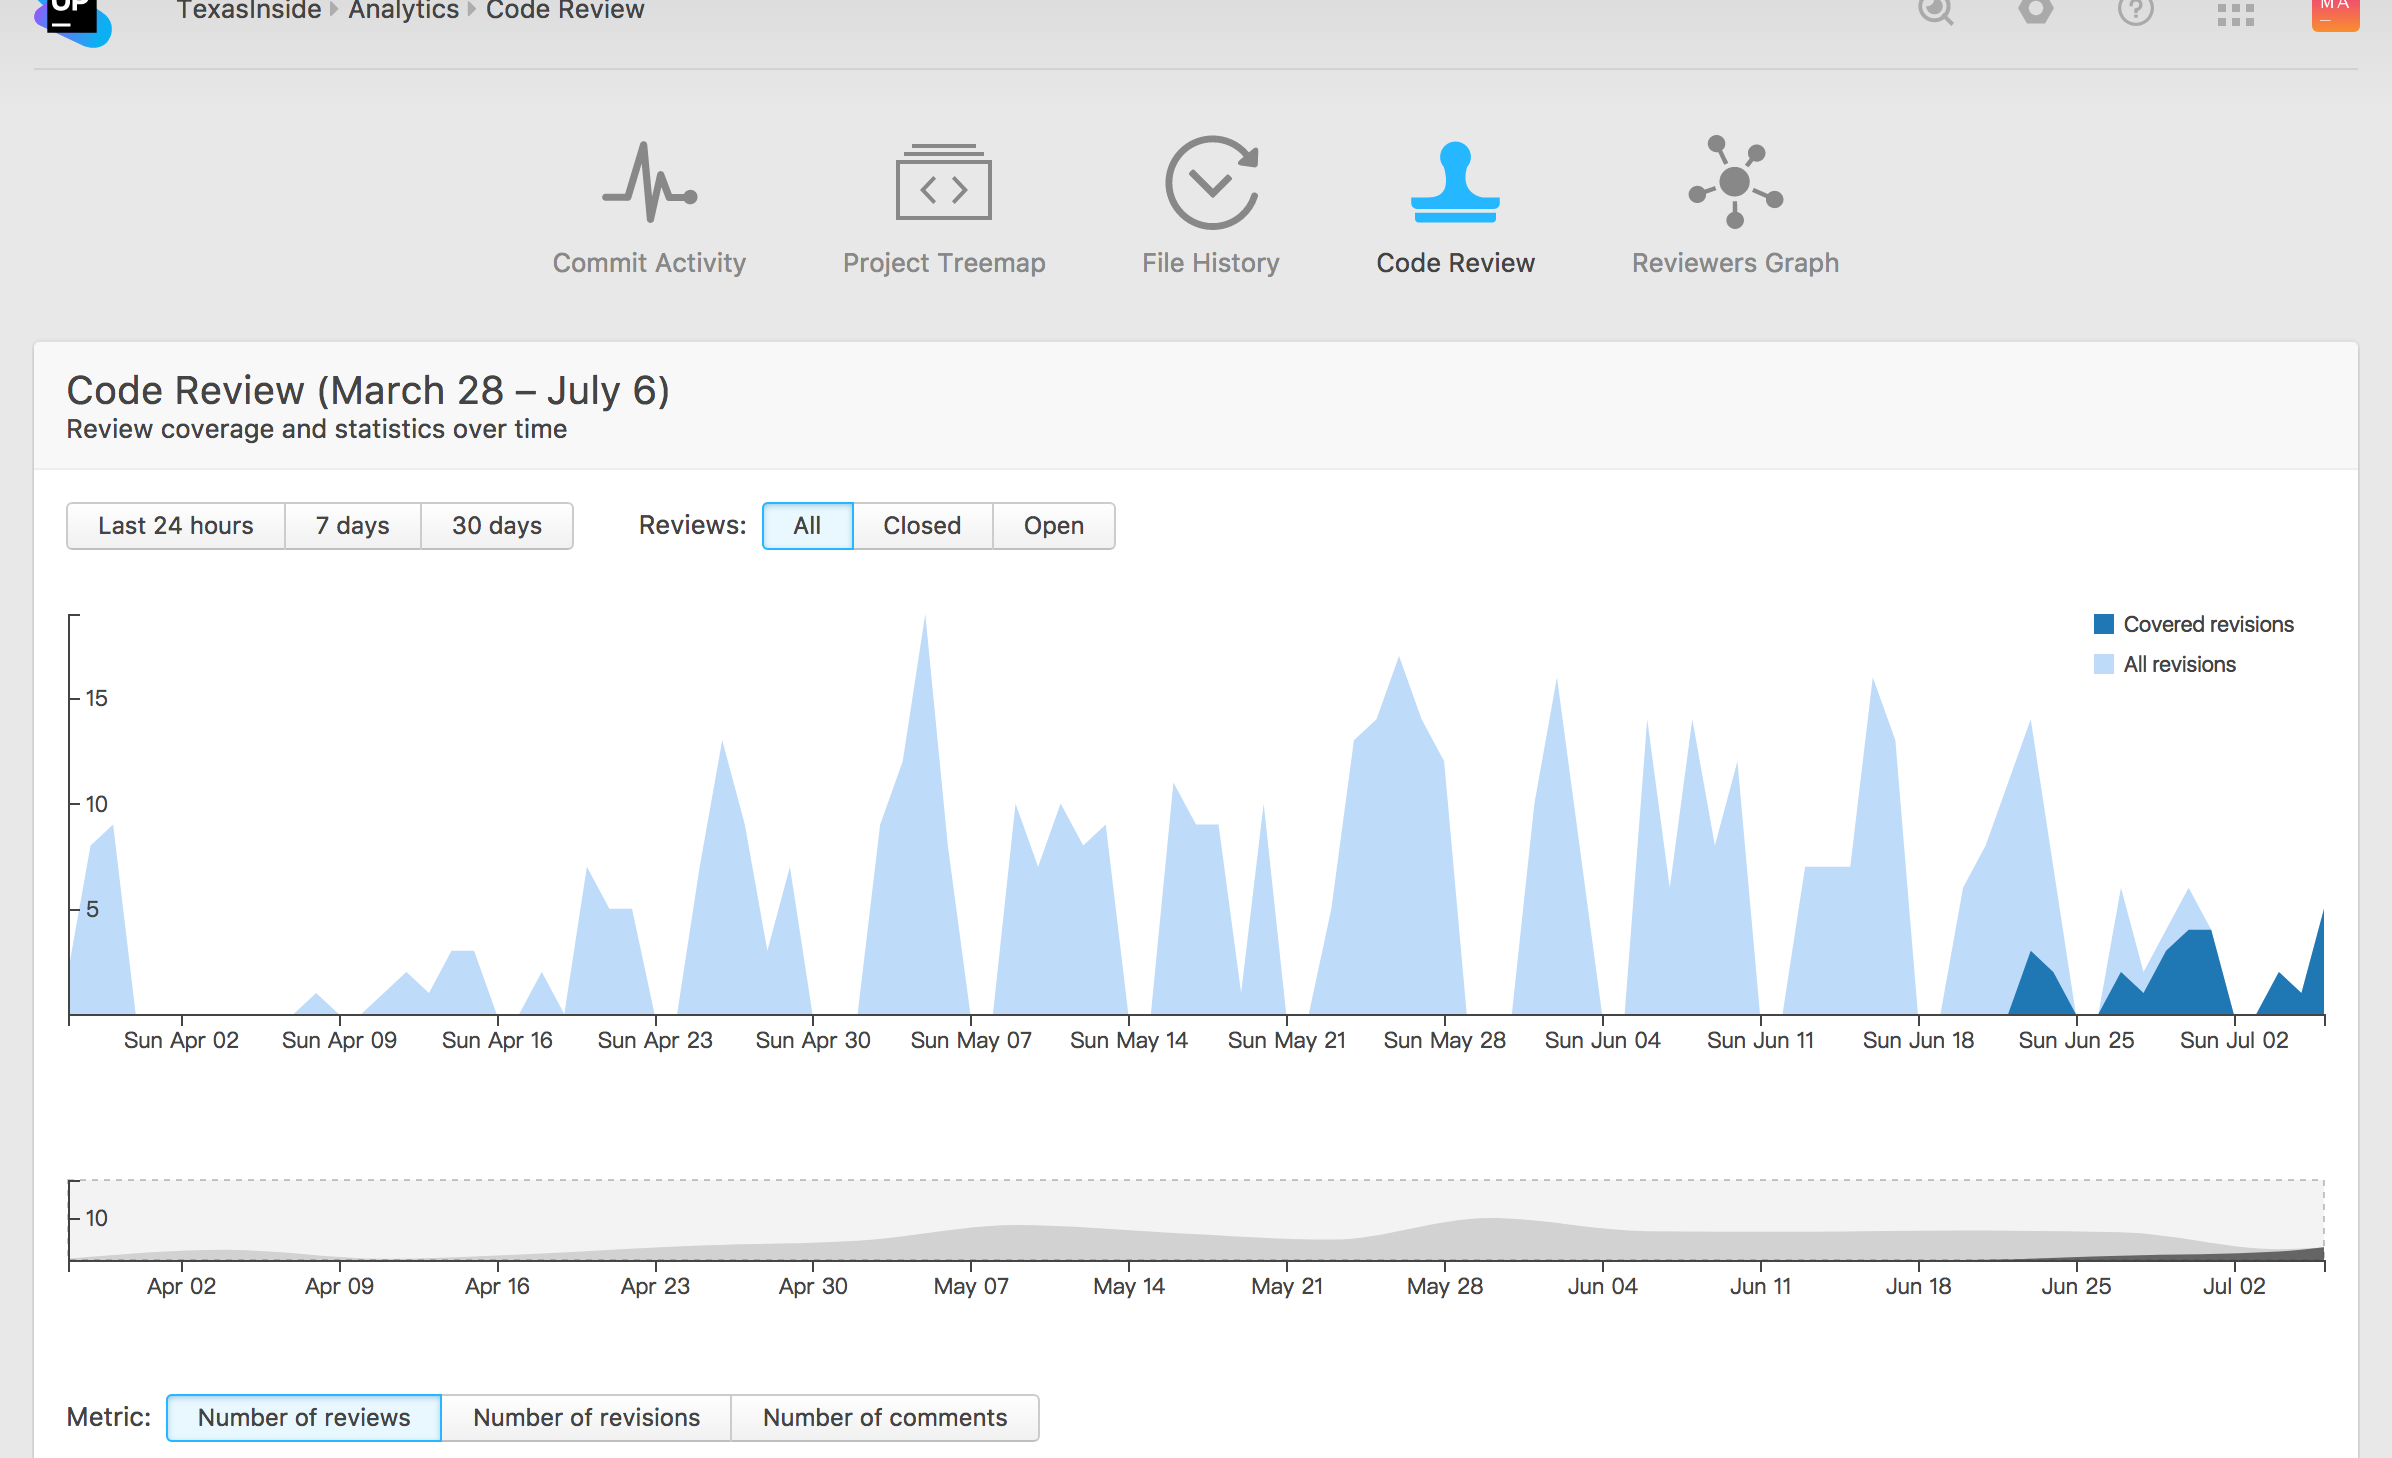 UP
TexasInside Analytics Code Review
MA
Commit Activity Project Treemap File History Code Review Reviewers Graph
Code Review (March 28 – July 6)
Review coverage and statistics over time
Last 24 hours 7 days 30 days Reviews: All Closed Open
Covered revisions
All revisions
15
10
5
Sun Apr 02 Sun Apr 09 Sun Apr 16 Sun Apr 23 Sun Apr 30 Sun May 07 Sun May 14 Sun May 21 Sun May 28 Sun Jun 04 Sun Jun 11 Sun Jun 18 Sun Jun 25 Sun Jul 02
10
Apr 02 Apr 09 Apr 16 Apr 23 Apr 30 May 07 May 14 May 21 May 28 Jun 04 Jun 11 Jun 18 Jun 25 Jul 02
Metric: Number of reviews Number of revisions Number of comments